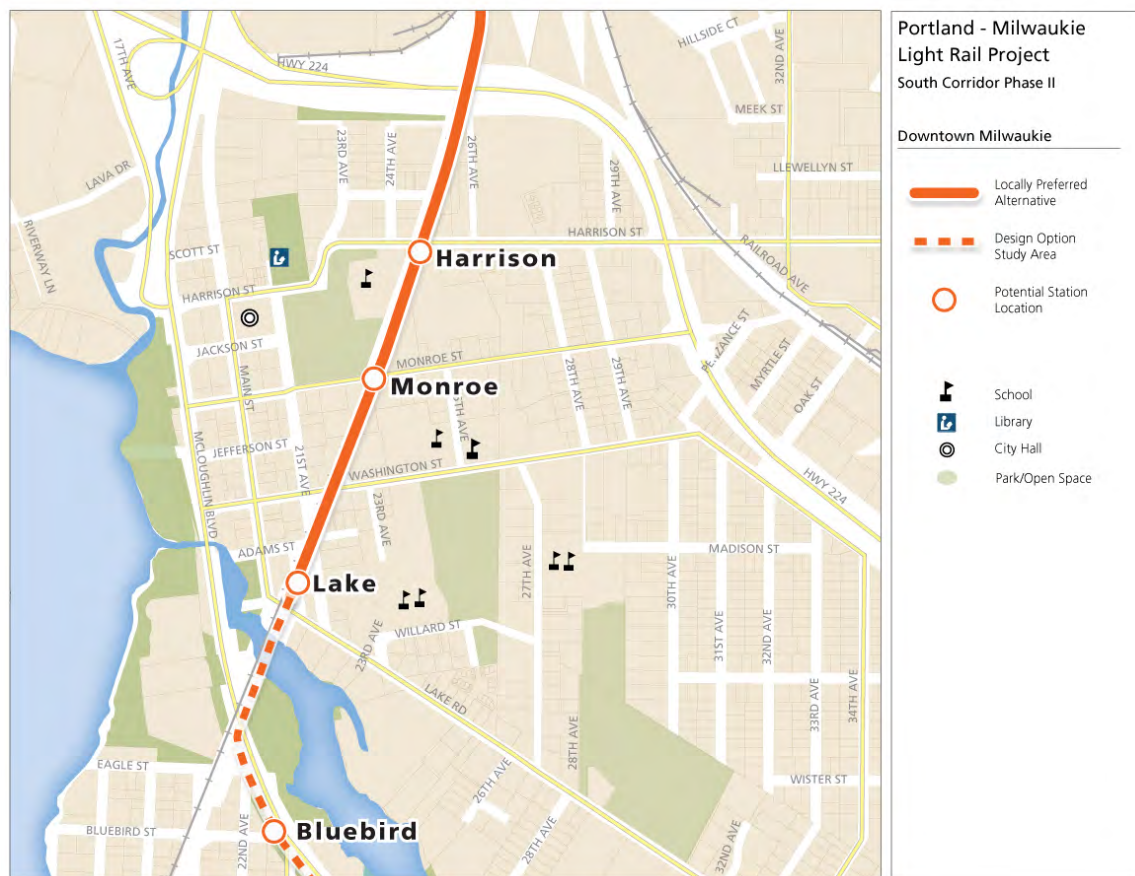 Portland - Milwaukie
Light Rail Project
South Corridor Phase II
Downtown Milwaukie
Locally Preferred
Alternative
Design Option
Study Area
Potential Station
Location
School
Library
City Hall
Park/Open Space
17TH AVE
HWY 224
HILLSIDE CT
32ND AVE
MEEK ST
23RD AVE
24TH AVE
26TH AVE
29TH AVE
LLEWELLYN ST
LAVA DR
RIVERWAY LN
SCOTT ST
HARRISON ST
RAILROAD AVE
Harrison
HARRISON ST
JACKSON ST
MAIN ST
MONROE ST
Monroe
PENZANCE ST
MYRTLE ST
OAK ST
28TH AVE
29TH AVE
6TH AVE
MCLOUGHLIN BLVD
JEFFERSON ST
21ST AVE
WASHINGTON ST
HWY 224
23RD AVE
ADAMS ST
MADISON ST
27TH AVE
30TH AVE
Lake
23RD AVE
WILLARD ST
31ST AVE
32ND AVE
LAKE RD
33RD AVE
34TH AVE
28TH AVE
EAGLE ST
26TH AVE
WISTER ST
BLUEBIRD ST
22ND AVE
Bluebird
28TH AVE
32ND AVE